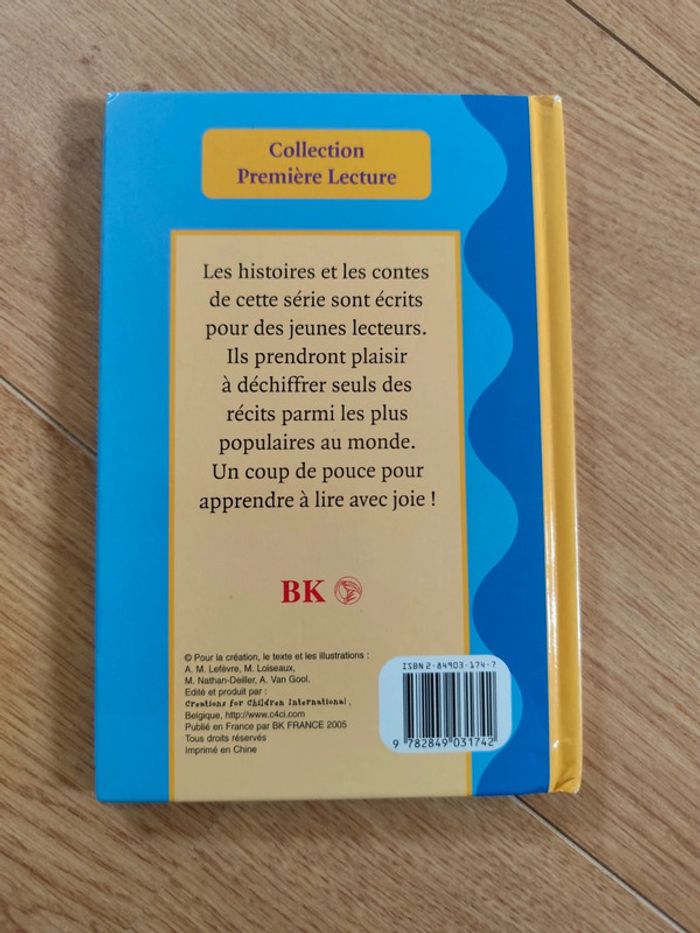 Collection
Première Lecture
Les histoires et les contes
de cette série sont écrits
pour des jeunes lecteurs.
Ils prendront plaisir
à déchiffrer seuls des
récits parmi les plus
populaires au monde.
Un coup de pouce pour
apprendre à lire avec joie !
BK
© Pour la création, le texte et les illustrations :
A. M. Lefèvre, M. Loiseaux,
M. Nathan-Deiller, A. Van Gool.
Edité et produit par :
Creations for Children International,
Belgique, http://www.c4ci.com
Publié en France par BK FRANCE 2005
Tous droits réservés
Imprimé en Chine
ISBN 2-84903-174-7
9 782849 031742